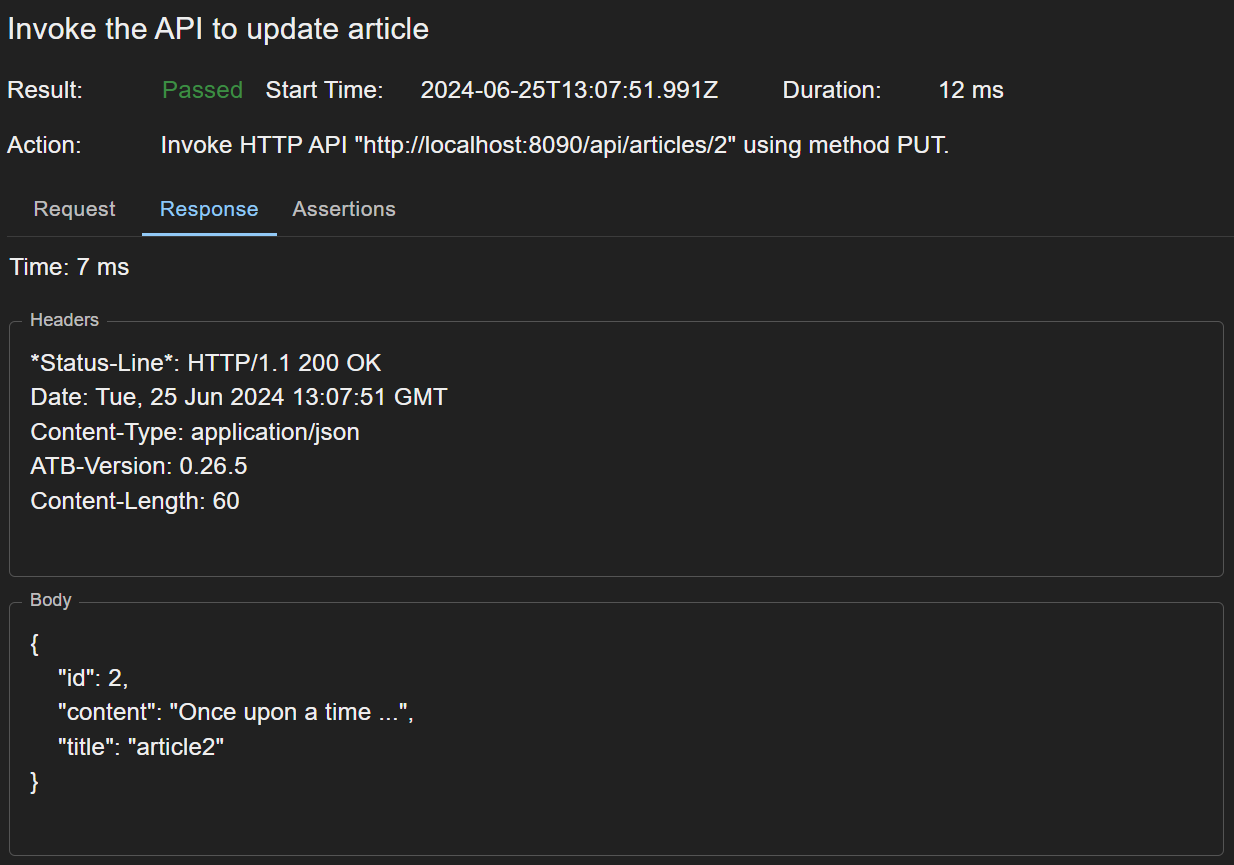 Invoke the API to update article
Result: Passed Start Time: 2024-06-25T13:07:51.991Z Duration: 12 ms
Action: Invoke HTTP API "http://localhost:8090/api/articles/2" using method PUT.
Request Response Assertions
Time: 7 ms
Headers
*Status-Line*: HTTP/1.1 200 OK
Date: Tue, 25 Jun 2024 13:07:51 GMT
Content-Type: application/json
ATB-Version: 0.26.5
Content-Length: 60
Body
{
    "id": 2,
    "content": "Once upon a time ...",
    "title": "article2"
}